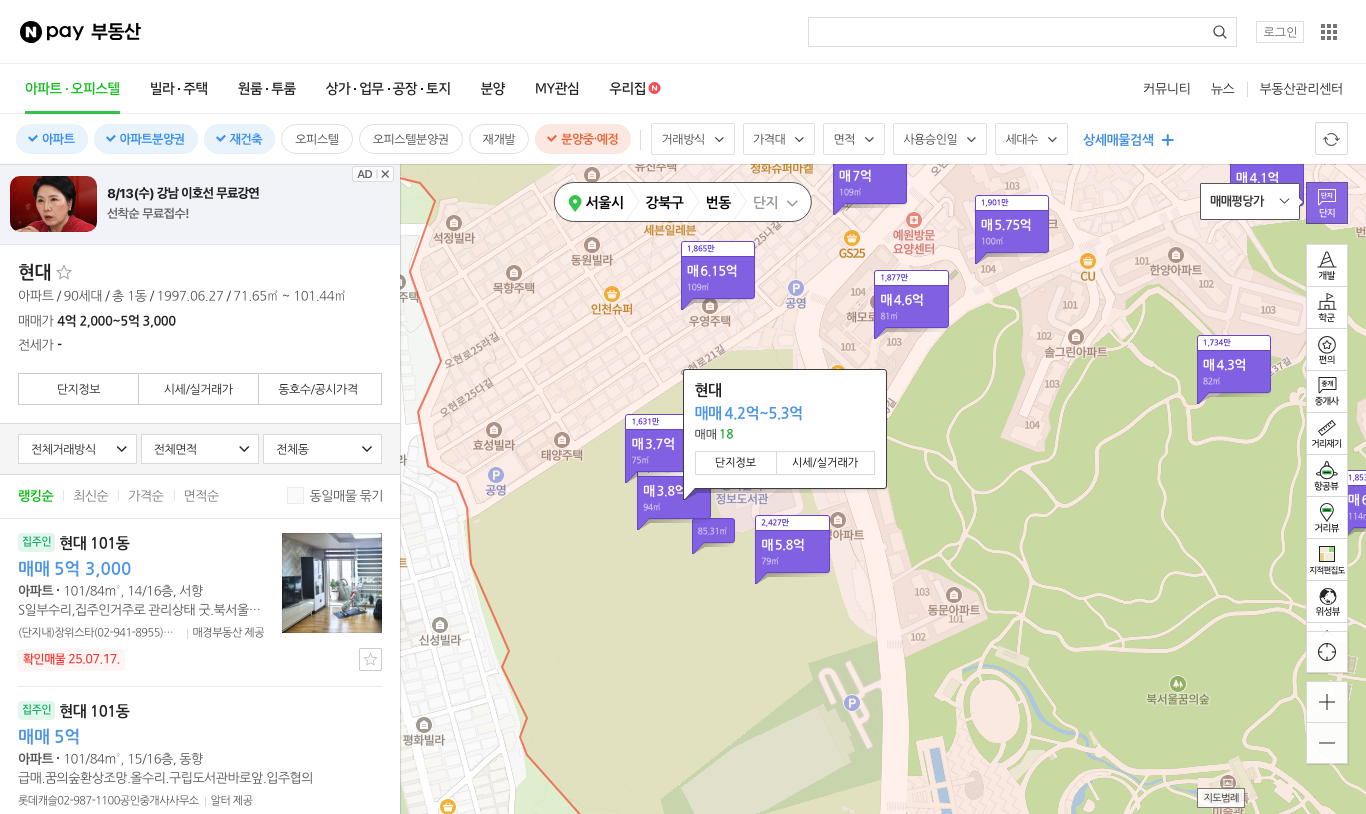 N pay 부동산
로그인
아파트·오피스텔 빌라·주택 원룸·투룸 상가·업무·공장·토지 분양 MY관심 우리집 N
커뮤니티 뉴스 부동산관리센터
아파트 아파트분양권 재건축 오피스텔 오피스텔분양권 재개발 분양중·예정
거래방식 가격대 면적 사용승인일 세대수 상세매물검색
8/13(수) 강남 이호선 무료강연
선착순 무료접수!
AD
현대
아파트 / 90세대 / 총 1동 / 1997.06.27 / 71.65㎡ ~ 101.44㎡
매매가 4억 2,000~5억 3,000
전세가 -
단지정보 시세/실거래가 동호수/공시가격
전체거래방식 전체면적 전체동
랭킹순 최신순 가격순 면적순 동일매물 묶기
집주인 현대 101동
매매 5억 3,000
아파트 · 101/84㎡, 14/16층, 서향
S일부수리,집주인거주로 관리상태 굿.북서울…
(단지내)장위스타(02-941-8955)… 매경부동산 제공
확인매물 25.07.17.
집주인 현대 101동
매매 5억
아파트 · 101/84㎡, 15/16층, 동향
급매.꿈의숲환상조망.올수리.구립도서관바로앞.입주협의
롯데캐슬02-987-1100공인중개사사무소 알터 제공
서울시 강북구 번동 단지
정화슈퍼마켙
매7억
109㎡
매4.1억
매매평당가
단지
단지
석정빌라
동원빌라
세븐일레븐
목향주택
인천슈퍼
1,865만
매6.15억
109㎡
우영주택
공영
GS25
예원방문
요양센터
1,901만
매5.75억
100㎡
103
104
CU
한양아파트
101
102
103
1,877만
매4.6억
81㎡
104
101
103
102
솔그린아파트
103
104
1,734만
매4.3억
82㎡
오현로25라길
오현로25다길
현대
매매 4.2억~5.3억
매매 18
단지정보 시세/실거래가
효성빌라
태양주택
공영
1,631만
매3.7억
75㎡
94㎡
정보도서관
85.31㎡
2,427만
매5.8억
79㎡
103
동문아파트
101
102
신성빌라
평화빌라
북서울꿈의숲
지도범례
개발
학군
편의
중개
중개사
거리재기
항공뷰
거리뷰
지적편집도
위성뷰